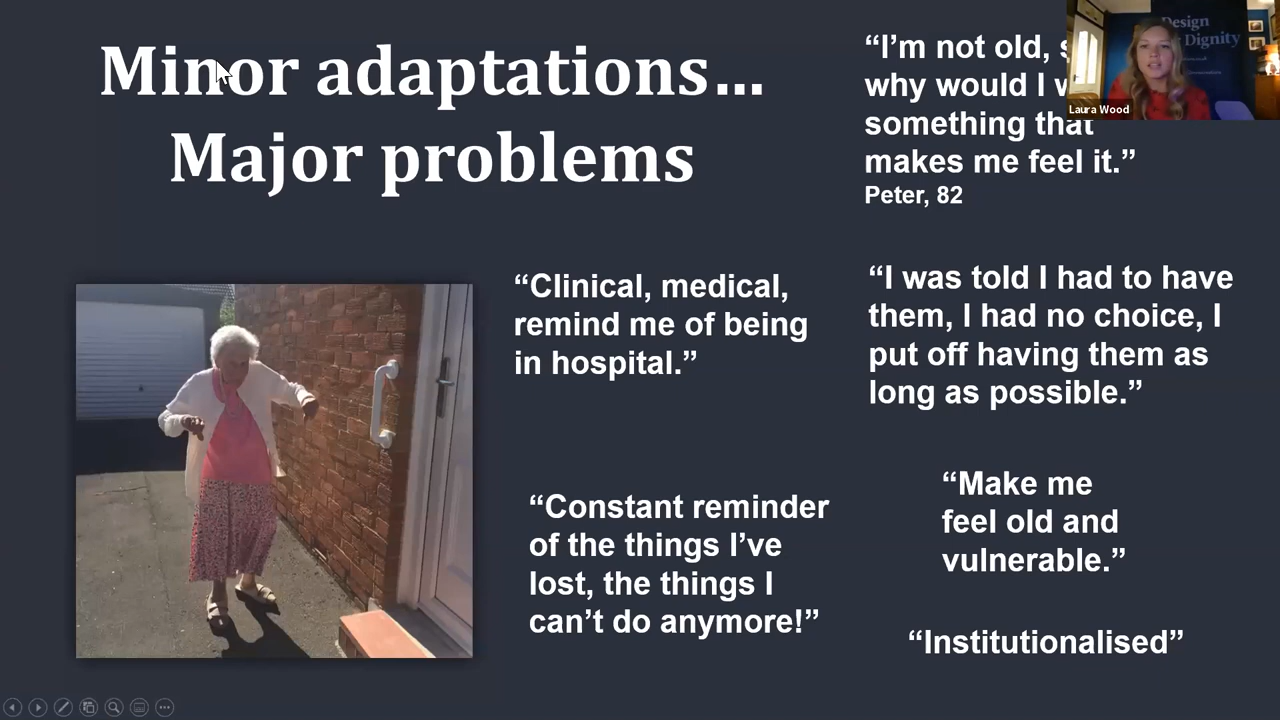 Minor adaptations…
Major problems
“I’m not old, s
why would I w
something that
makes me feel it.”
Peter, 82
Design
Dignity
Laura Wood
“Clinical, medical,
remind me of being
in hospital.”
“I was told I had to have
them, I had no choice, I
put off having them as
long as possible.”
“Constant reminder
of the things I’ve
lost, the things I
can’t do anymore!”
“Make me
feel old and
vulnerable.”
“Institutionalised”